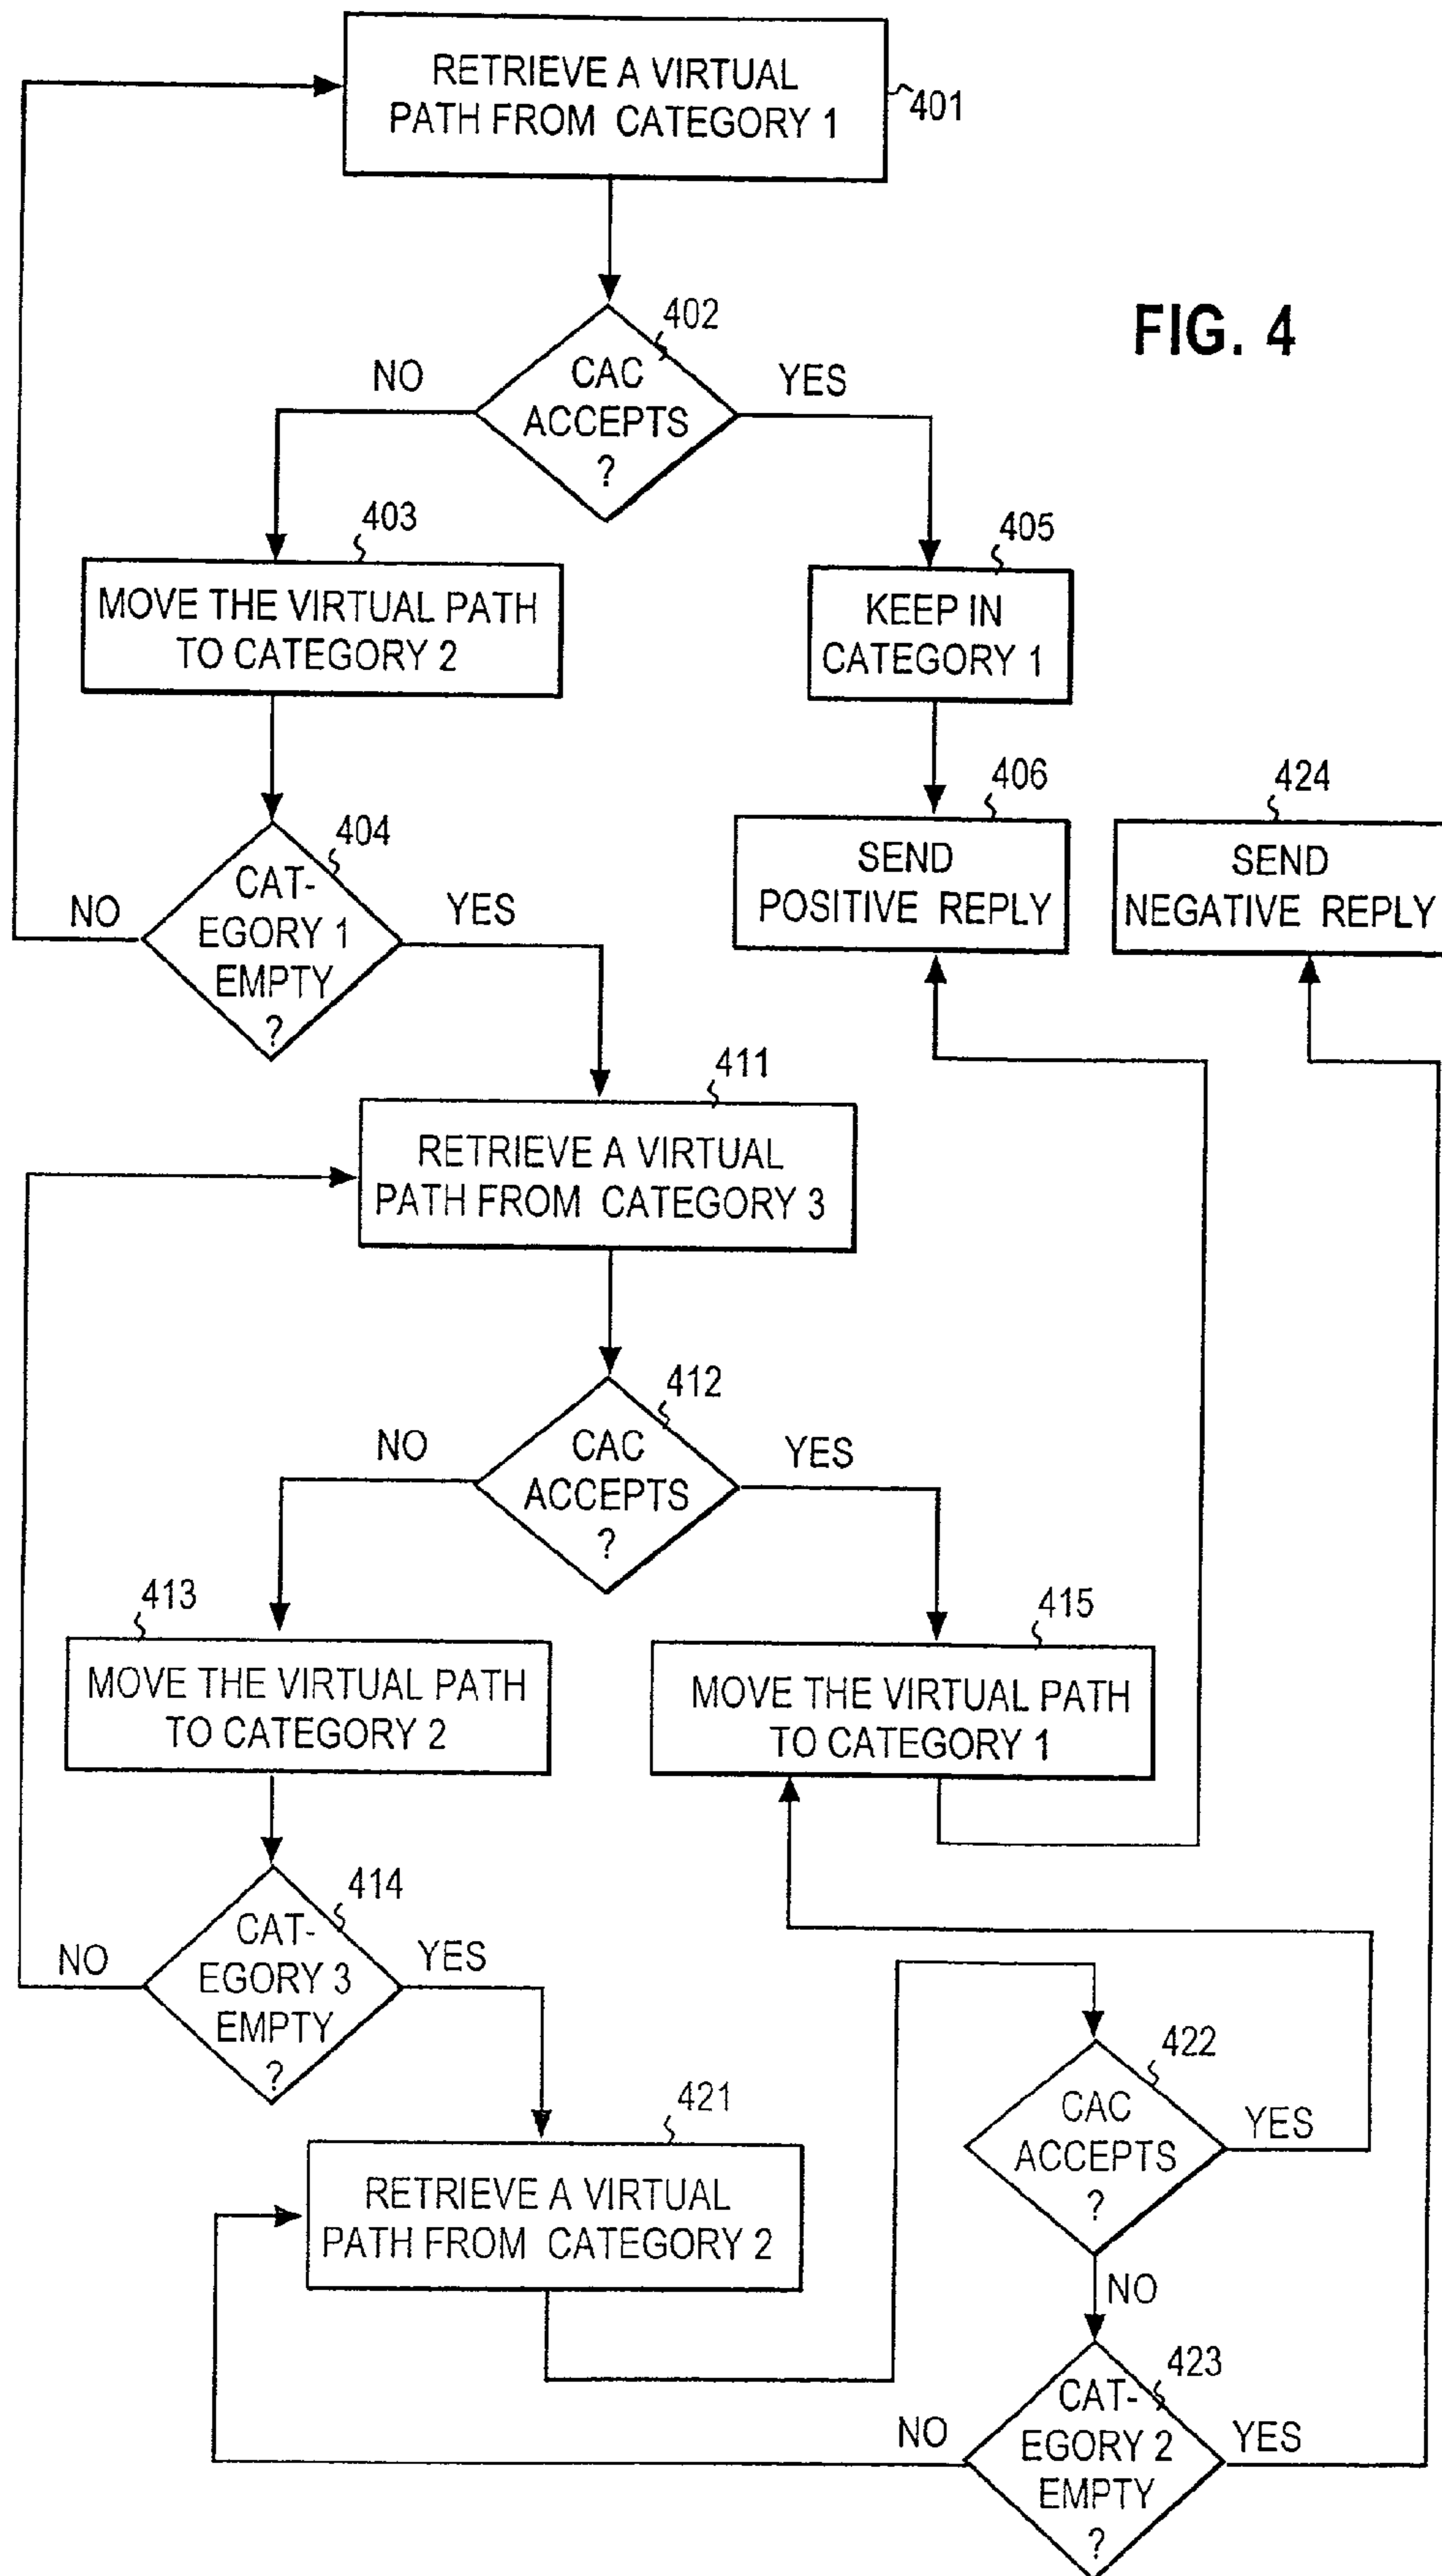 RETRIEVE A VIRTUAL
PATH FROM CATEGORY 1
401
FIG. 4
402
CAC
ACCEPTS
?
NO
YES
403
MOVE THE VIRTUAL PATH
TO CATEGORY 2
405
KEEP IN
CATEGORY 1
404
CAT-
EGORY 1
EMPTY
?
NO
YES
406
SEND
POSITIVE REPLY
424
SEND
NEGATIVE REPLY
411
RETRIEVE A VIRTUAL
PATH FROM CATEGORY 3
412
CAC
ACCEPTS
?
NO
YES
413
MOVE THE VIRTUAL PATH
TO CATEGORY 2
415
MOVE THE VIRTUAL PATH
TO CATEGORY 1
414
CAT-
EGORY 3
EMPTY
?
NO
YES
421
RETRIEVE A VIRTUAL
PATH FROM CATEGORY 2
422
CAC
ACCEPTS
?
YES
NO
423
CAT-
EGORY 2
EMPTY
?
NO
YES